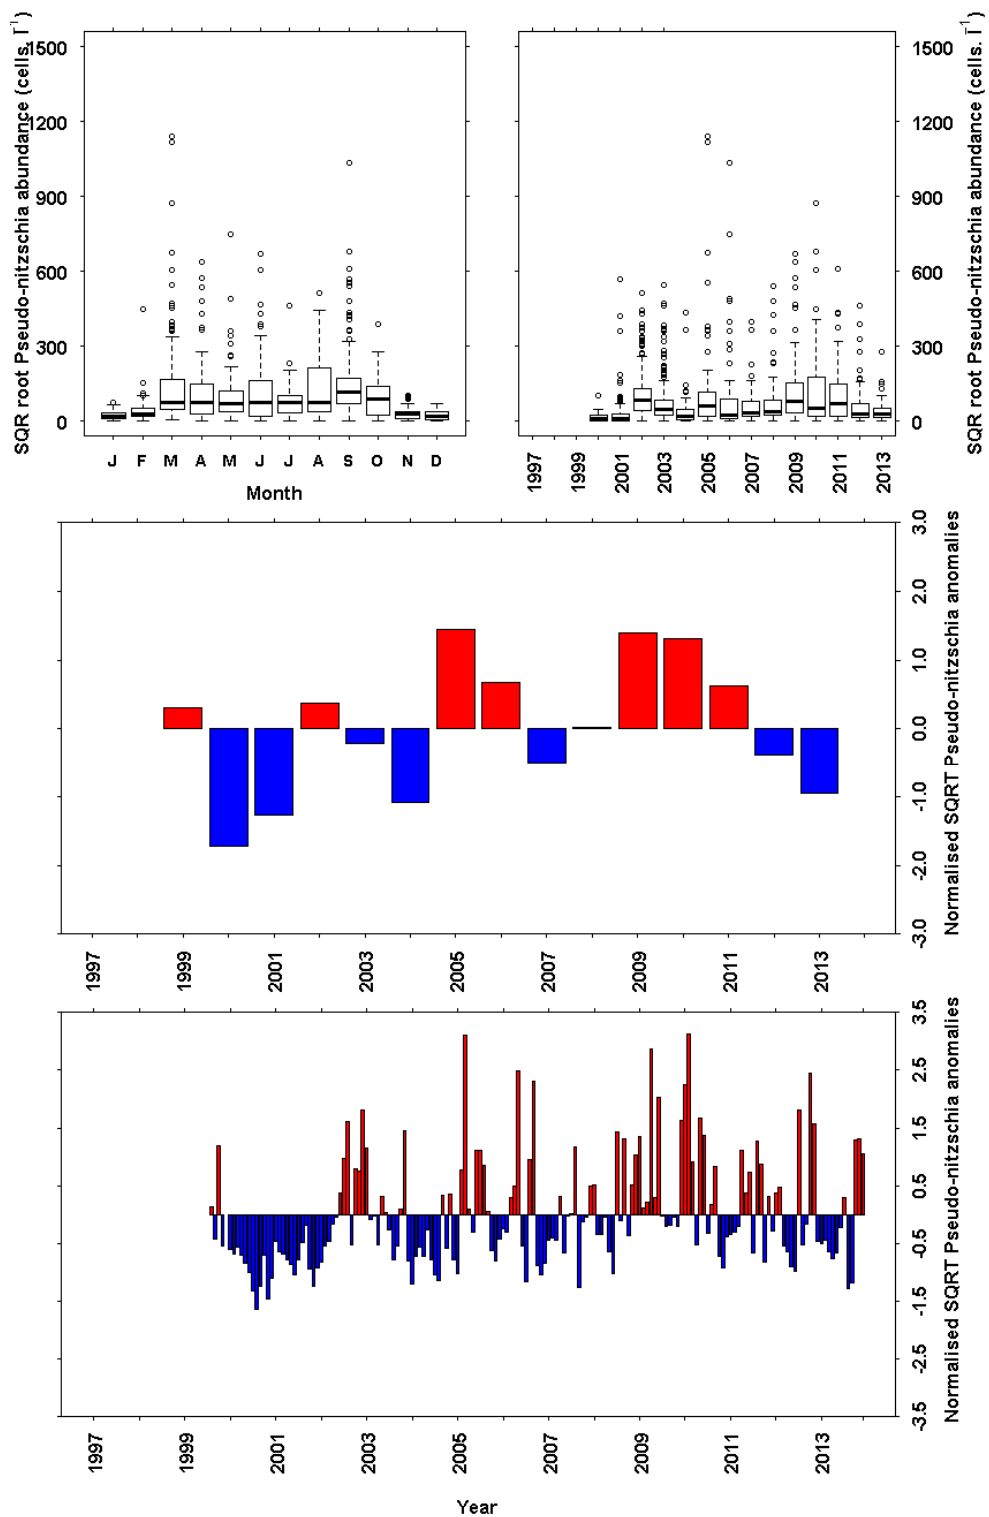 SQR root Pseudo-nitzschia abundance (cells. l⁻¹)
1500
1200
900
600
300
0
J F M A M J J A S O N D
Month
1500
1200
900
600
300
0
SQR root Pseudo-nitzschia abundance (cells. l⁻¹)
1997 1999 2001 2003 2005 2007 2009 2011 2013
3.0
2.0
1.0
0.0
-1.0
-2.0
-3.0
Normalised SQRT Pseudo-nitzschia anomalies
1997 1999 2001 2003 2005 2007 2009 2011 2013
3.5
2.5
1.5
0.5
-0.5
-1.5
-2.5
-3.5
Normalised SQRT Pseudo-nitzschia anomalies
1997 1999 2001 2003 2005 2007 2009 2011 2013
Year